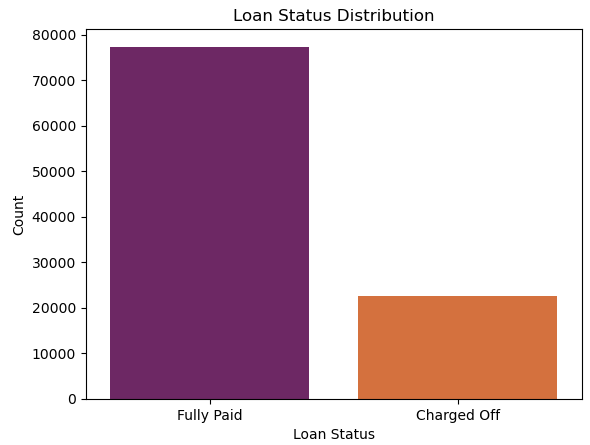 Loan Status Distribution
80000
70000
60000
50000
40000
30000
20000
10000
0
Count
Fully Paid
Charged Off
Loan Status